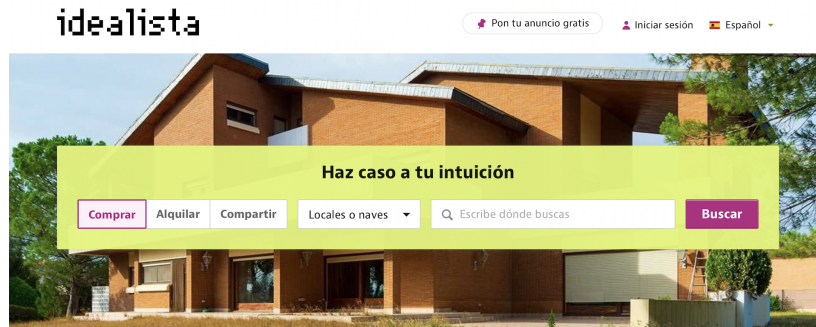 idealista
Pon tu anuncio gratis
Iniciar sesión
Español
Haz caso a tu intuición
Comprar
Alquilar
Compartir
Locales o naves
Escribe dónde buscas
Buscar